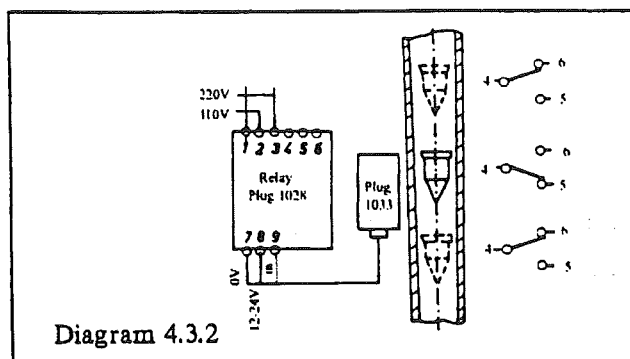 220V
110V
1 2 3 4 5 6
Relay
Plug 1028
7 8 9
0V
12-24V
in
Plug
1033
4 6
5
6
4 5
4 6
5
Diagram 4.3.2